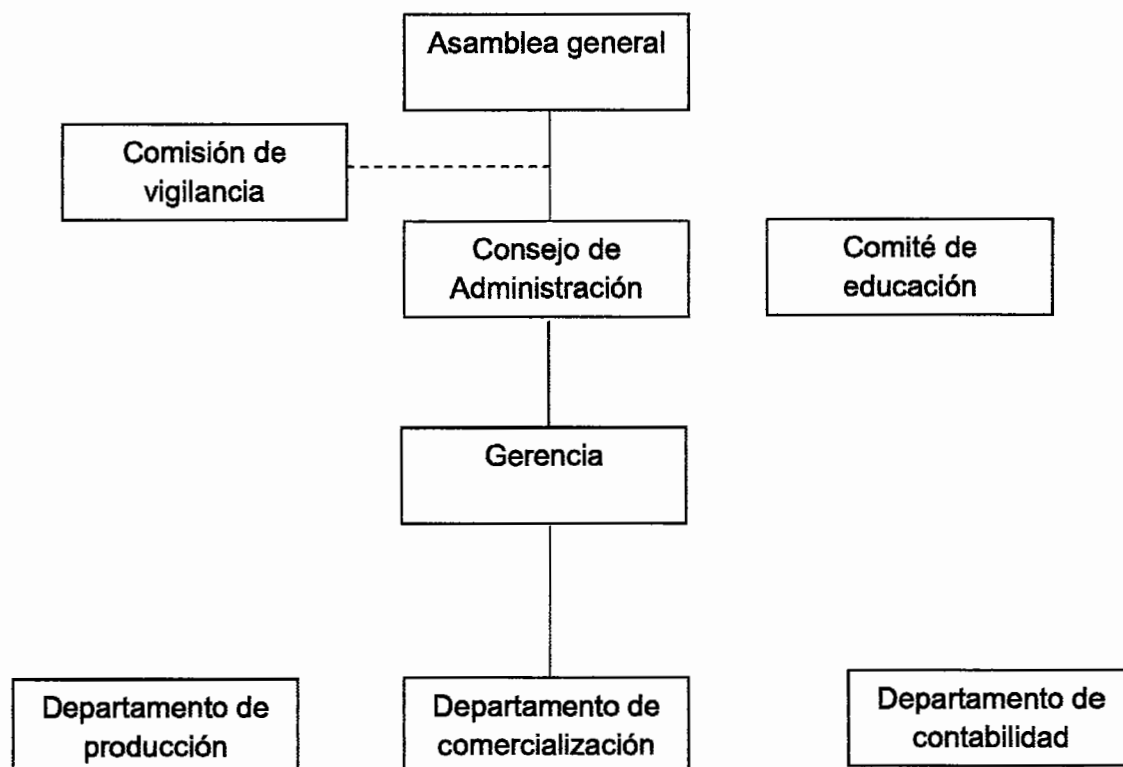 Asamblea general
Comisión de
vigilancia
Consejo de
Administración
Comité de
educación
Gerencia
Departamento de
producción
Departamento de
comercialización
Departamento de
contabilidad